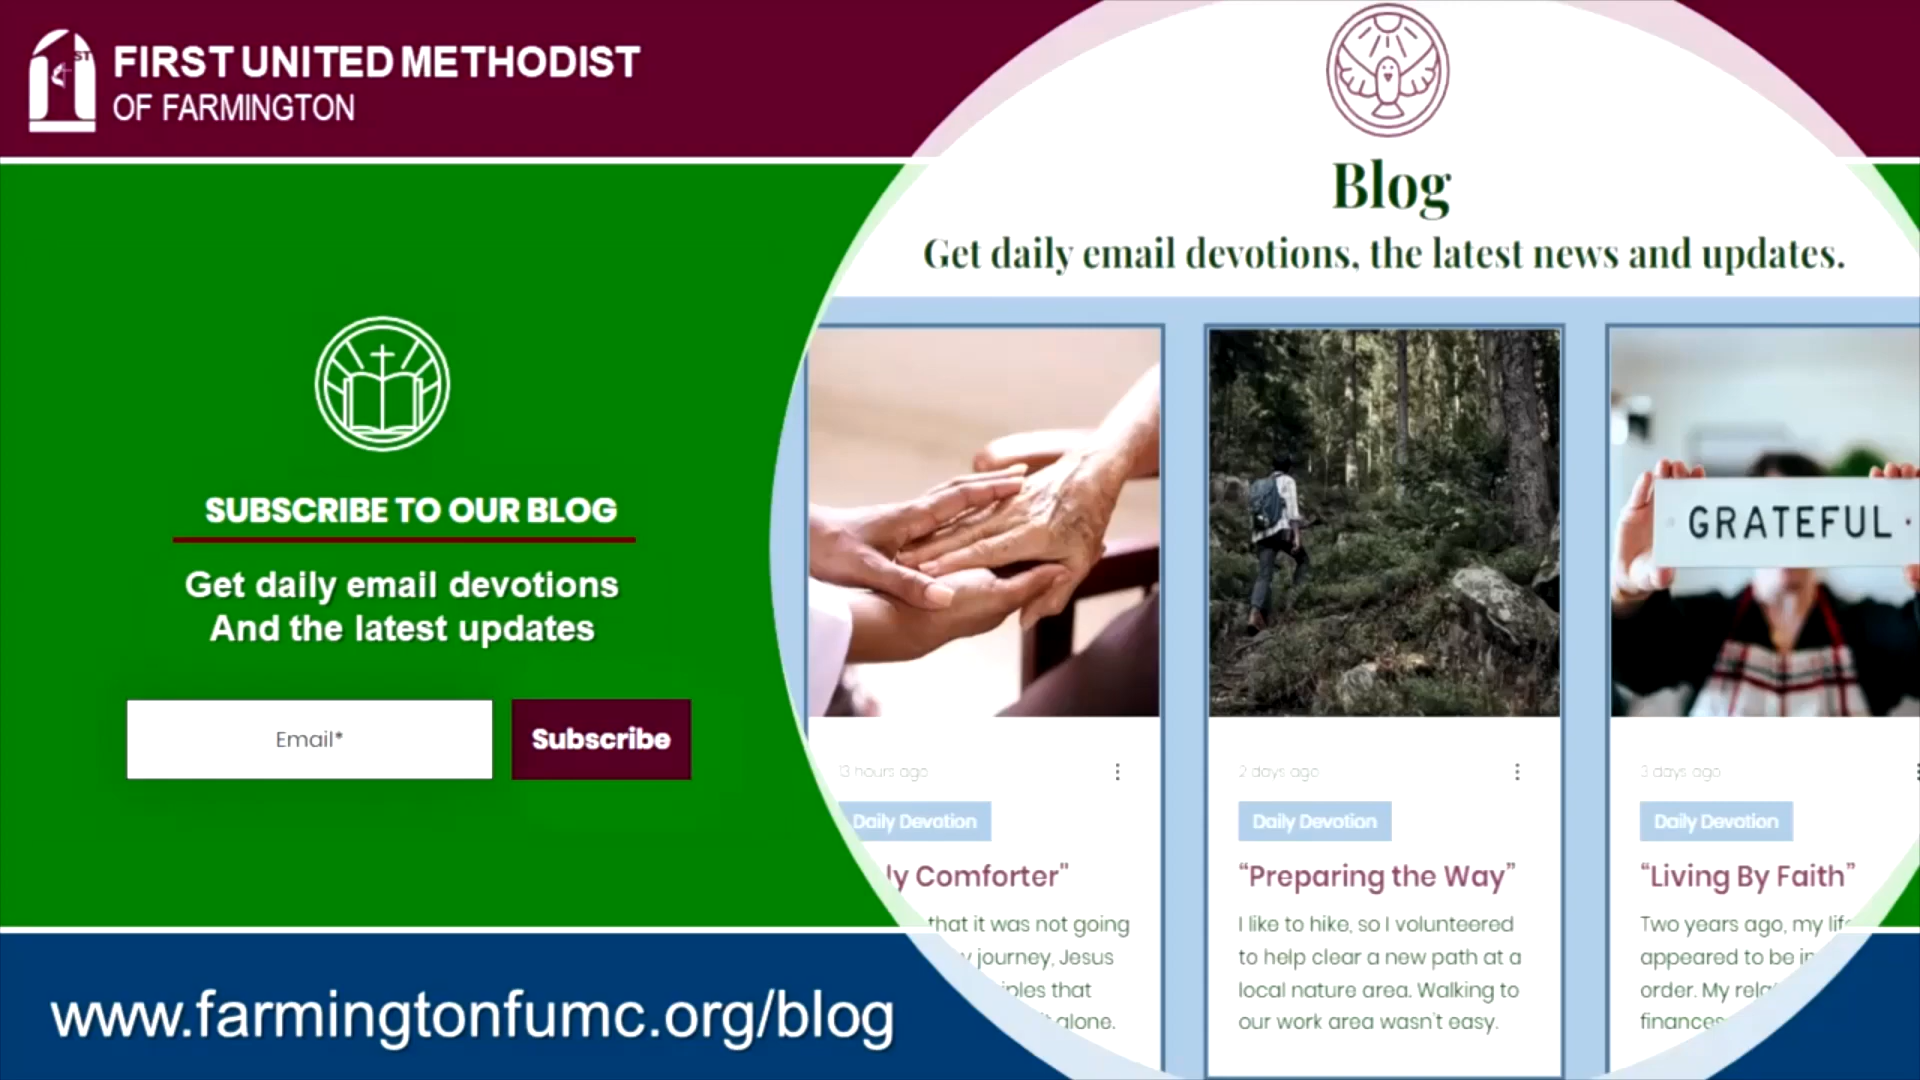 ST
FIRST UNITED METHODIST
OF FARMINGTON
SUBSCRIBE TO OUR BLOG
Get daily email devotions
And the latest updates
Email*
Subscribe
www.farmingtonfumc.org/blog
Blog
Get daily email devotions, the latest news and updates.
13 hours ago
Daily Devotion
Comforter"
that it was not going
journey, Jesus
alone.
2 days ago
Daily Devotion
“Preparing the Way”
I like to hike, so I volunteered
to help clear a new path at a
local nature area. Walking to
our work area wasn't easy.
GRATEFUL
3 days ago
Daily Devotion
“Living By Faith”
Two years ago, my
appeared to be
order. My
finances